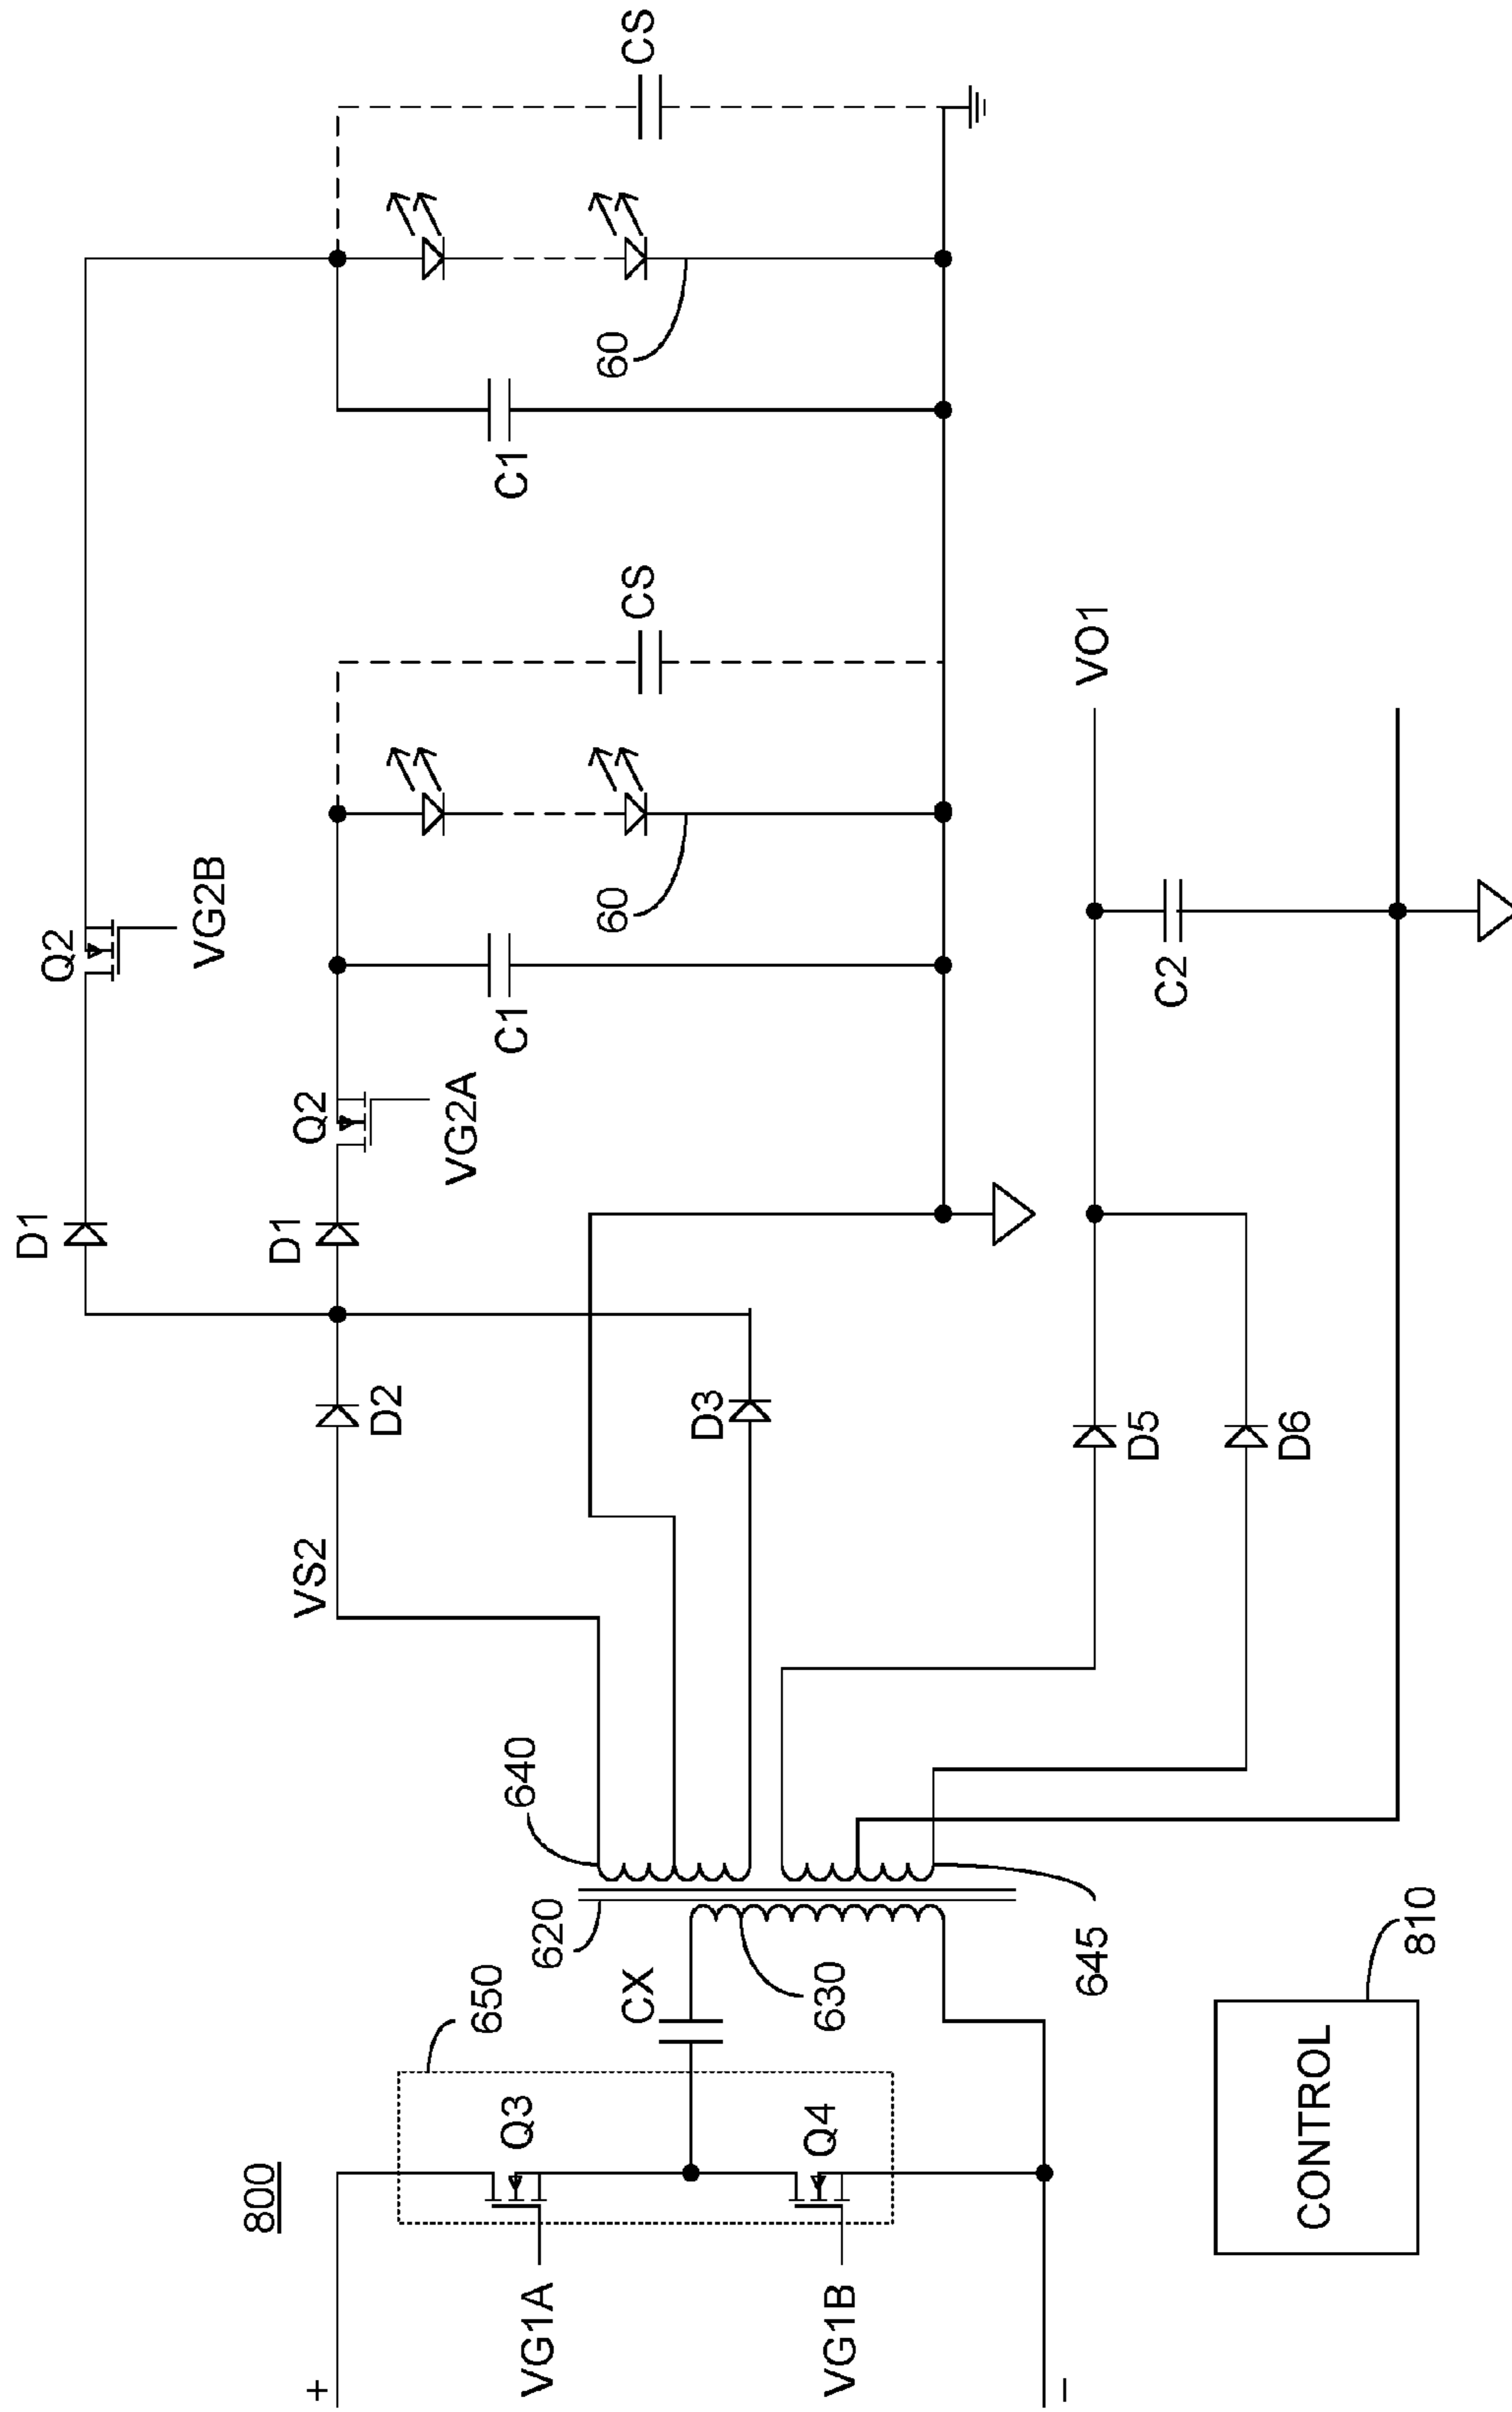 800
+
VG1A
VG1B
–
Q3
Q4
650
CX
620
630
640
645
CONTROL
810
VS2
D2
D3
D5
D6
D1
D1
Q2
VG2A
Q2
VG2B
C1
60
CS
C1
60
CS
C2
VO1